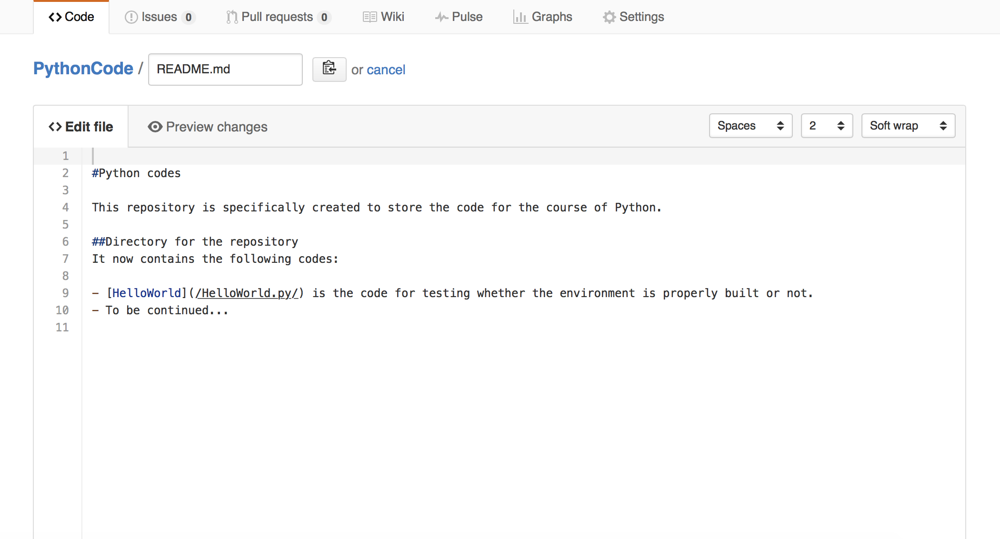 Code Issues 0 Pull requests 0 Wiki Pulse Graphs Settings
PythonCode / README.md or cancel
Edit file Preview changes Spaces 2 Soft wrap
1
2 #Python codes
3
4 This repository is specifically created to store the code for the course of Python.
5
6 ##Directory for the repository
7 It now contains the following codes:
8
9 - [HelloWorld](/HelloWorld.py/) is the code for testing whether the environment is properly built or not.
10 - To be continued...
11